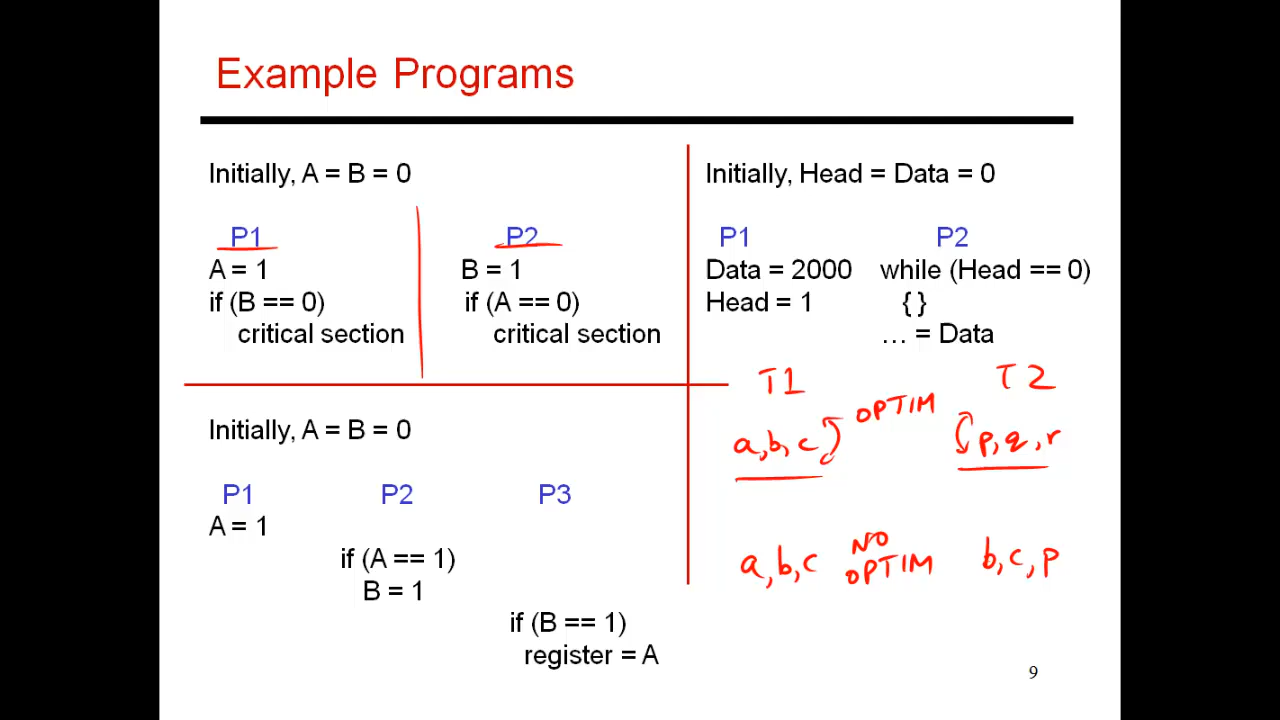 Example Programs
Initially, A = B = 0
P1 P2
A = 1 B = 1
if (B == 0) if (A == 0)
critical section critical section
Initially, Head = Data = 0
P1 P2
Data = 2000 while (Head == 0)
Head = 1 { }
… = Data
T1 T2
a, b, c OPTIM p, q, r
a, b, c NO OPTIM b, c, p
Initially, A = B = 0
P1 P2 P3
A = 1
if (A == 1)
B = 1
if (B == 1)
register = A
9